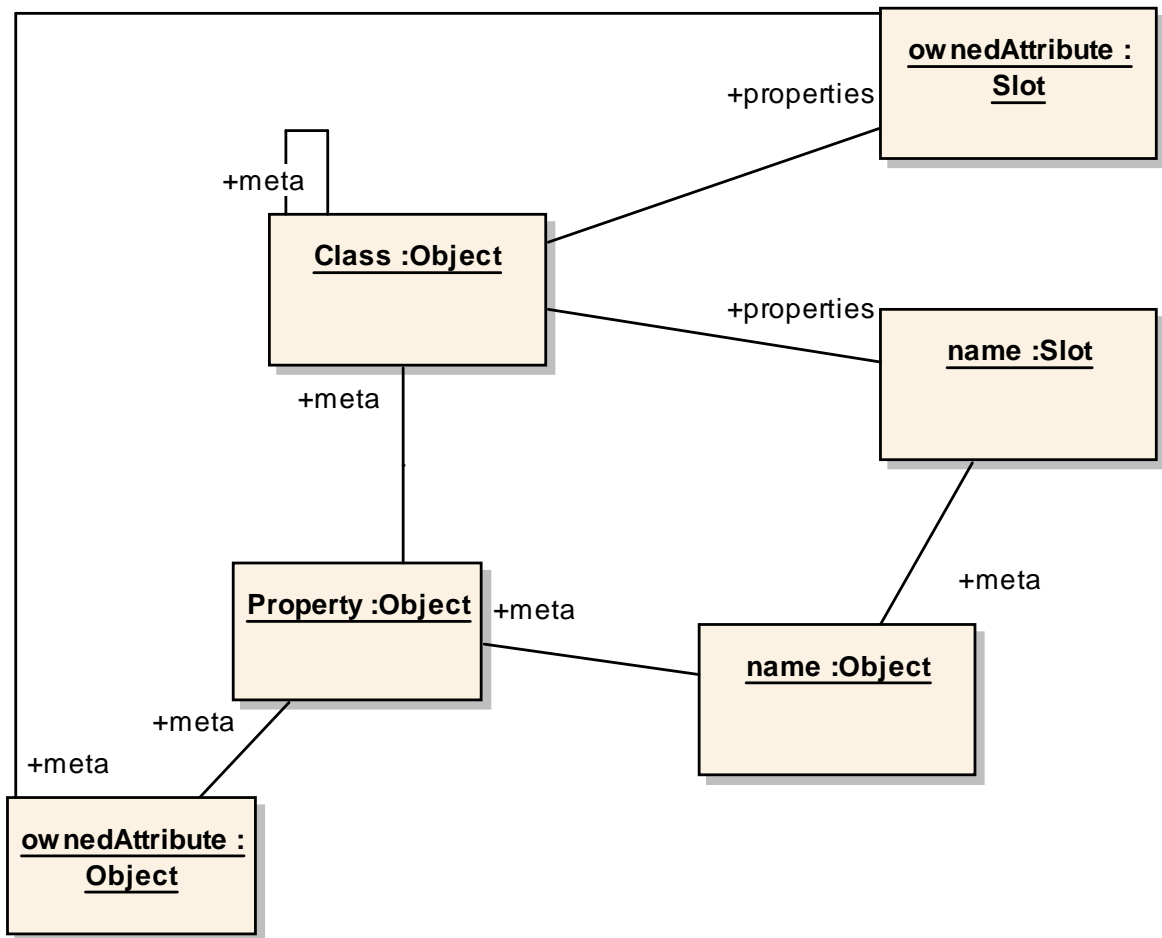 ownedAttribute :
Slot
+properties
+meta
Class :Object
+properties
name :Slot
+meta
+meta
Property :Object
+meta
name :Object
+meta
+meta
ownedAttribute :
Object